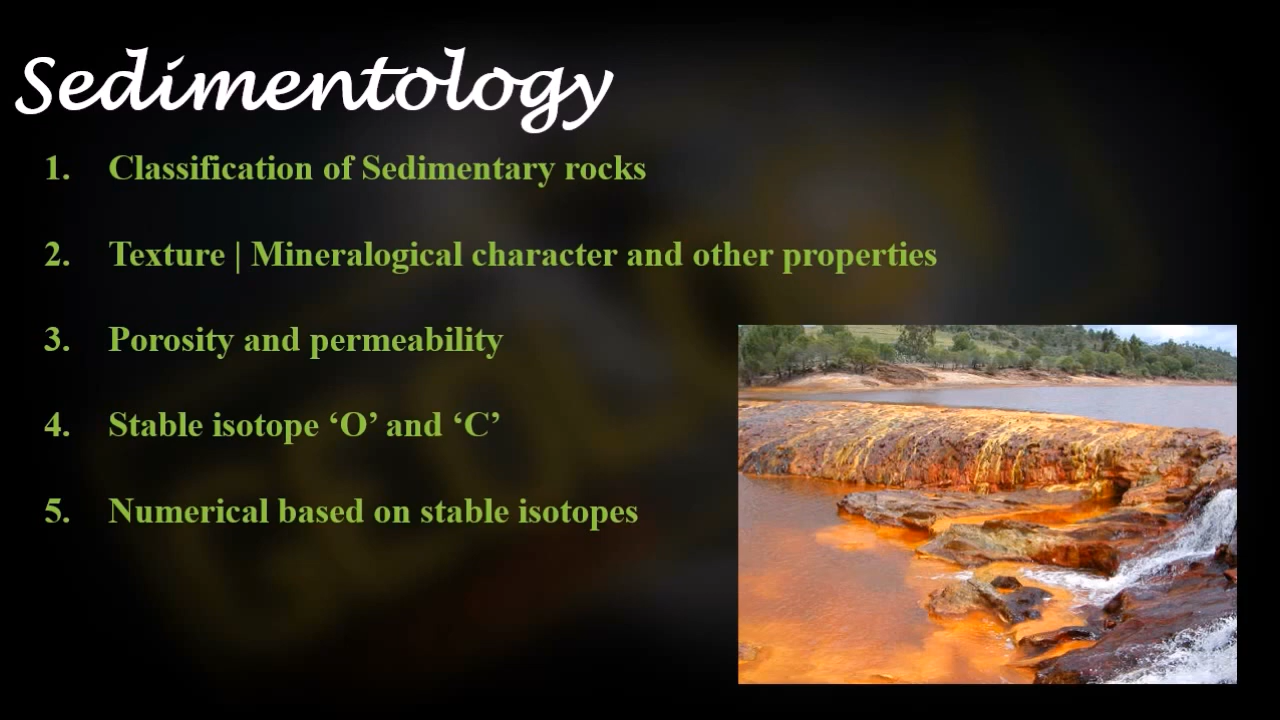 Sedimentology
1. Classification of Sedimentary rocks
2. Texture | Mineralogical character and other properties
3. Porosity and permeability
4. Stable isotope ‘O’ and ‘C’
5. Numerical based on stable isotopes